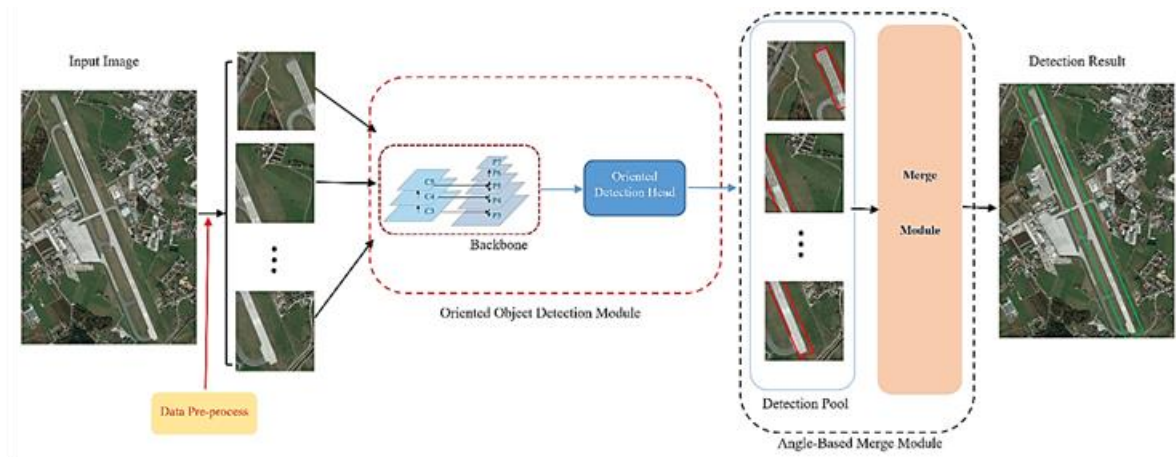 Input Image
Data Pre-process
C5
C4
C3
P7
P6
P5
P4
P3
Backbone
Oriented
Detection Head
Oriented Object Detection Module
Detection Pool
Merge
Module
Angle-Based Merge Module
Detection Result